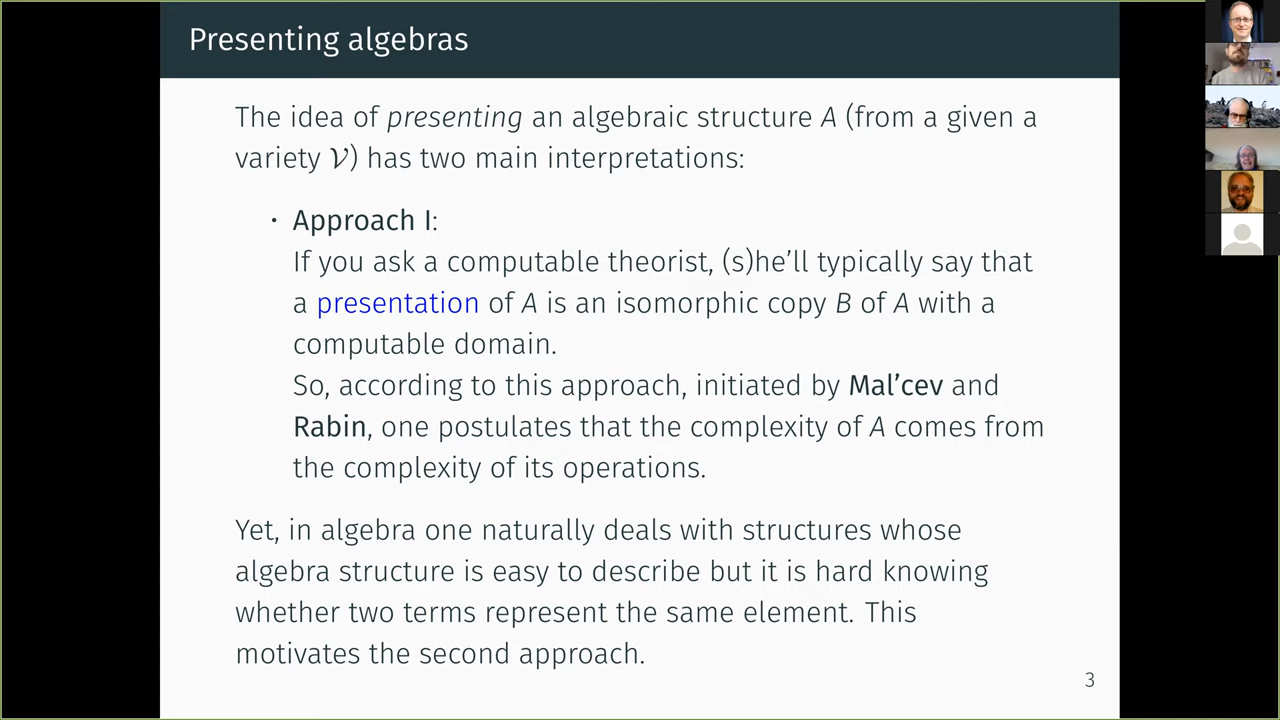 Presenting algebras
The idea of presenting an algebraic structure A (from a given a
variety 𝒱) has two main interpretations:
• Approach I:
If you ask a computable theorist, (s)he'll typically say that
a presentation of A is an isomorphic copy B of A with a
computable domain.
So, according to this approach, initiated by Mal'cev and
Rabin, one postulates that the complexity of A comes from
the complexity of its operations.
Yet, in algebra one naturally deals with structures whose
algebra structure is easy to describe but it is hard knowing
whether two terms represent the same element. This
motivates the second approach.
3